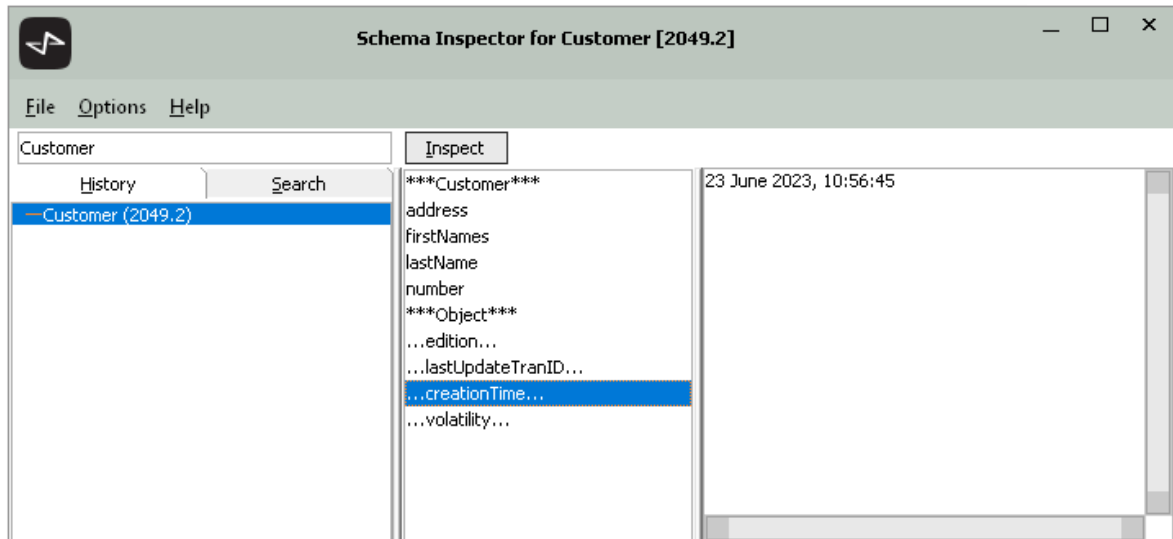 Schema Inspector for Customer [2049.2]
File Options Help
Customer
Inspect
History Search
Customer (2049.2)
***Customer***
address
firstNames
lastName
number
***Object***
...edition...
...lastUpdateTranID...
...creationTime...
...volatility...
23 June 2023, 10:56:45